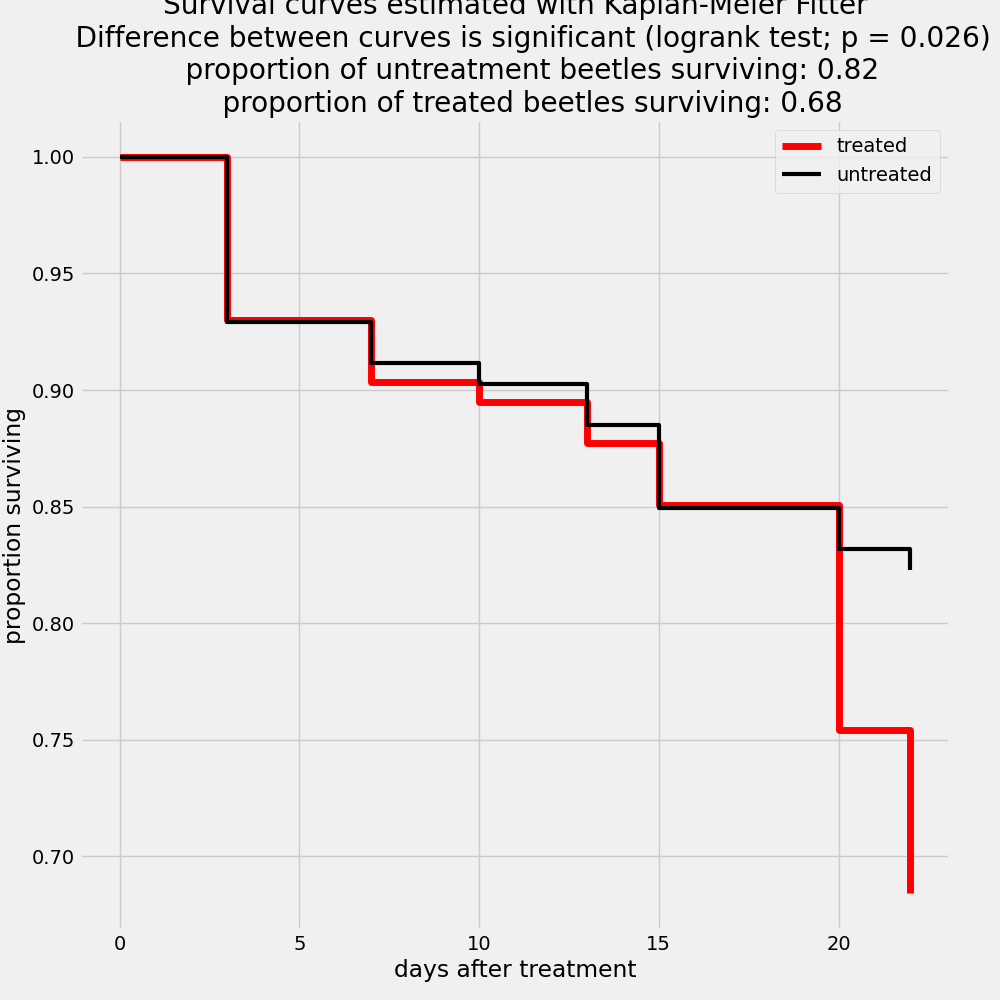 Survival curves estimated with Kaplan-Meier Fitter
Difference between curves is significant (logrank test; p = 0.026)
proportion of untreatment beetles surviving: 0.82
proportion of treated beetles surviving: 0.68
treated
untreated
1.00
0.95
0.90
0.85
0.80
0.75
0.70
proportion surviving
0 5 10 15 20
days after treatment